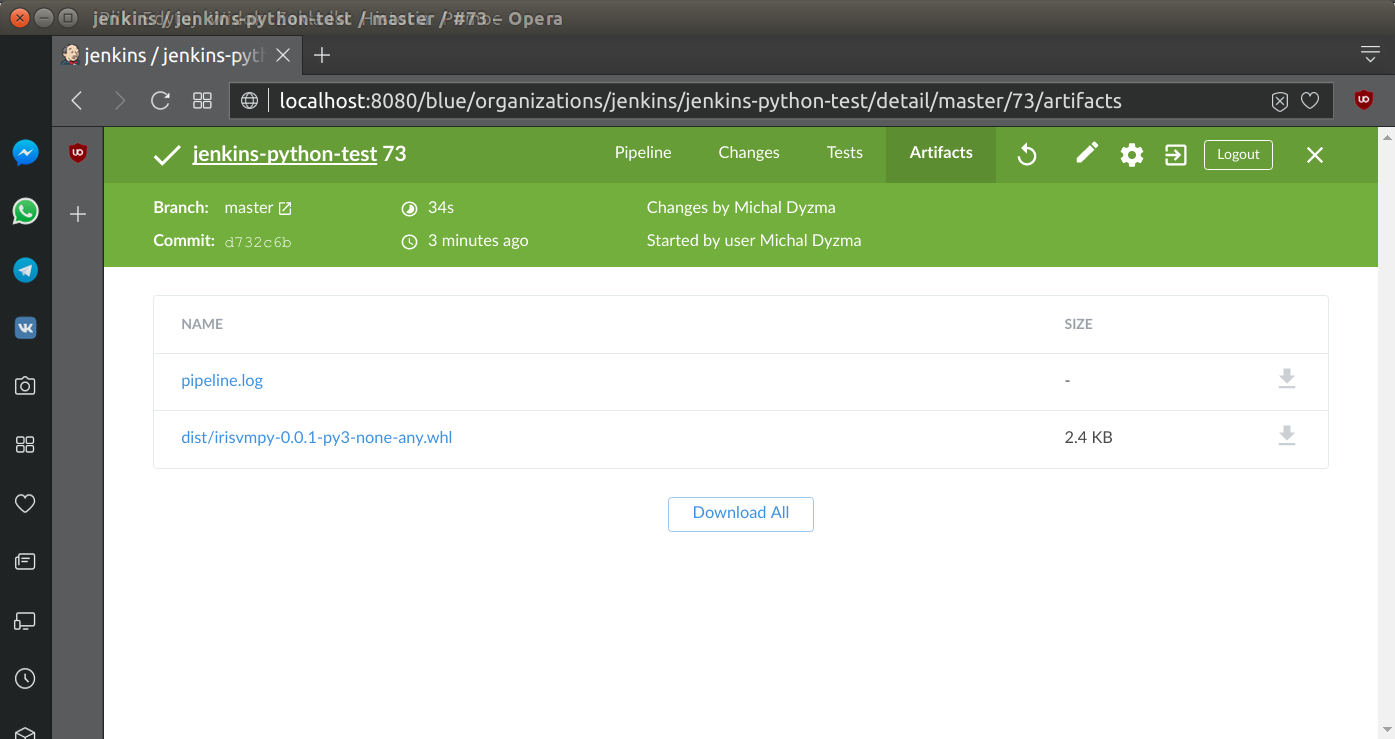 jenkins / jenkins-python-test / master / #73 - Opera
jenkins / jenkins-pyth
localhost:8080/blue/organizations/jenkins/jenkins-python-test/detail/master/73/artifacts
jenkins-python-test 73 Pipeline Changes Tests Artifacts Logout
Branch: master 34s Changes by Michal Dyzma
Commit: d732c6b 3 minutes ago Started by user Michal Dyzma
NAME SIZE
pipeline.log -
dist/irisvmpy-0.0.1-py3-none-any.whl 2.4 KB
Download All